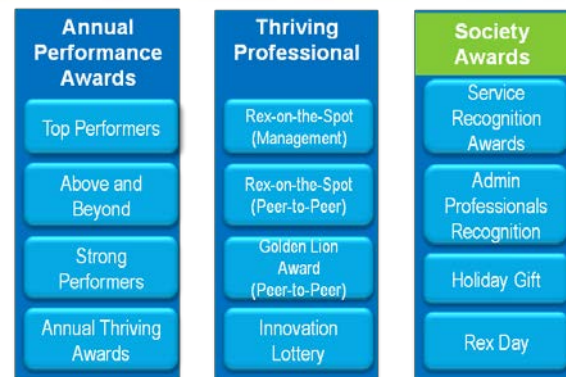 Annual
Performance
Awards
Top Performers
Above and
Beyond
Strong
Performers
Annual Thriving
Awards
Thriving
Professional
Rex-on-the-Spot
(Management)
Rex-on-the-Spot
(Peer-to-Peer)
Golden Lion
Award
(Peer-to-Peer)
Innovation
Lottery
Society
Awards
Service
Recognition
Awards
Admin
Professionals
Recognition
Holiday Gift
Rex Day